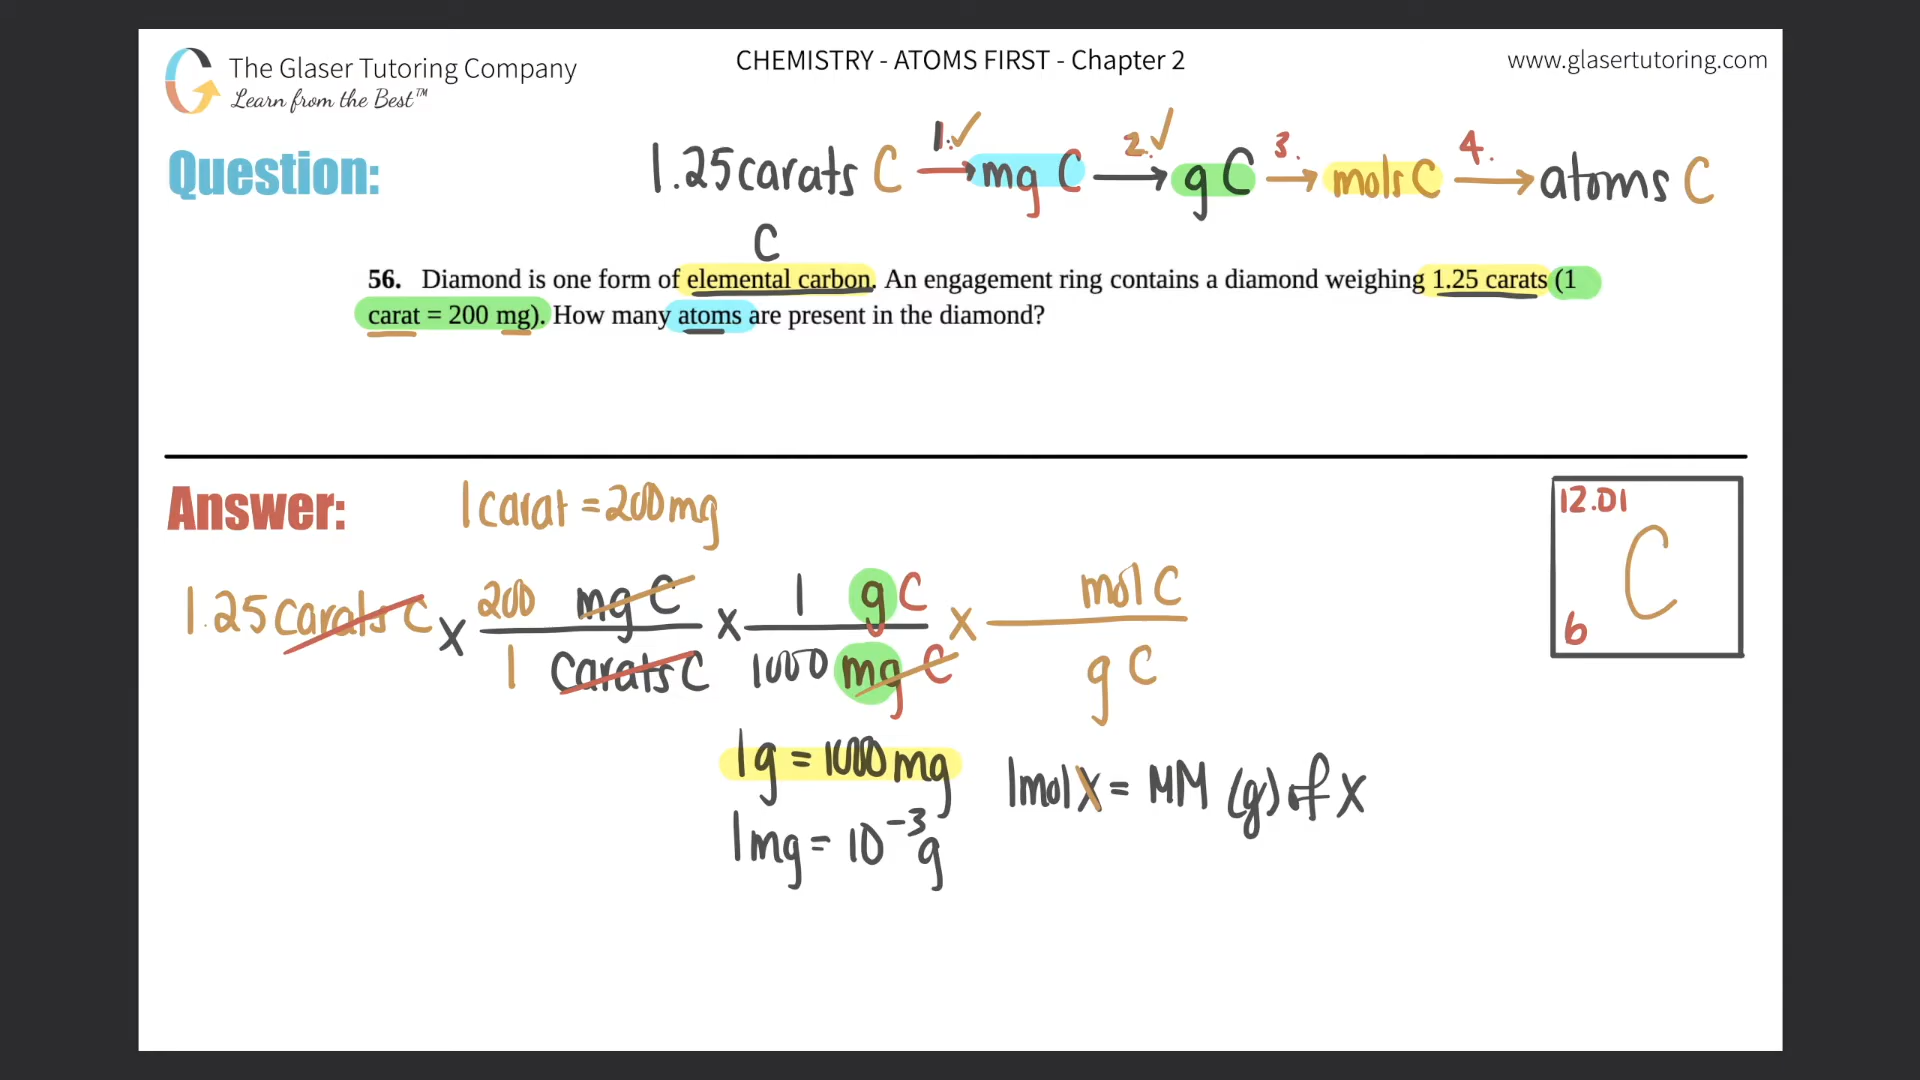 The Glaser Tutoring Company
Learn from the Best™
CHEMISTRY - ATOMS FIRST - Chapter 2
www.glasertutoring.com
Question:
1. ✓ 2. ✓ 3. 4.
1.25 carats C → mg C → g C → mols C → atoms C
C
56. Diamond is one form of elemental carbon. An engagement ring contains a diamond weighing 1.25 carats (1
carat = 200 mg). How many atoms are present in the diamond?
Answer:
1 carat = 200 mg
12.01
C
6
1.25 carats C x 200 mg C x 1 g C x mol C
1 carats C 1000 mg C g C
1g = 1000 mg
1 mol X = MM (g) of X
1 mg = 10⁻³ g